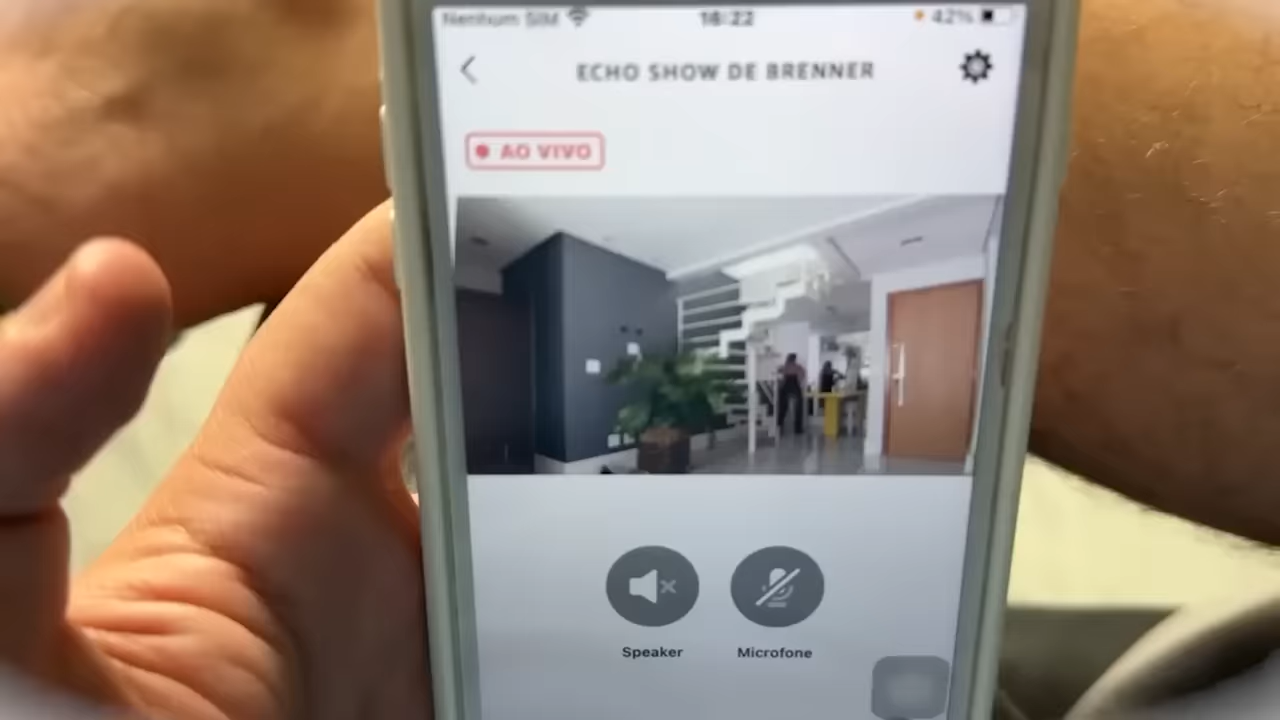 Nenhum SIM 16:22 42%
ECHO SHOW DE BRENNER
AO VIVO
Speaker Microfone